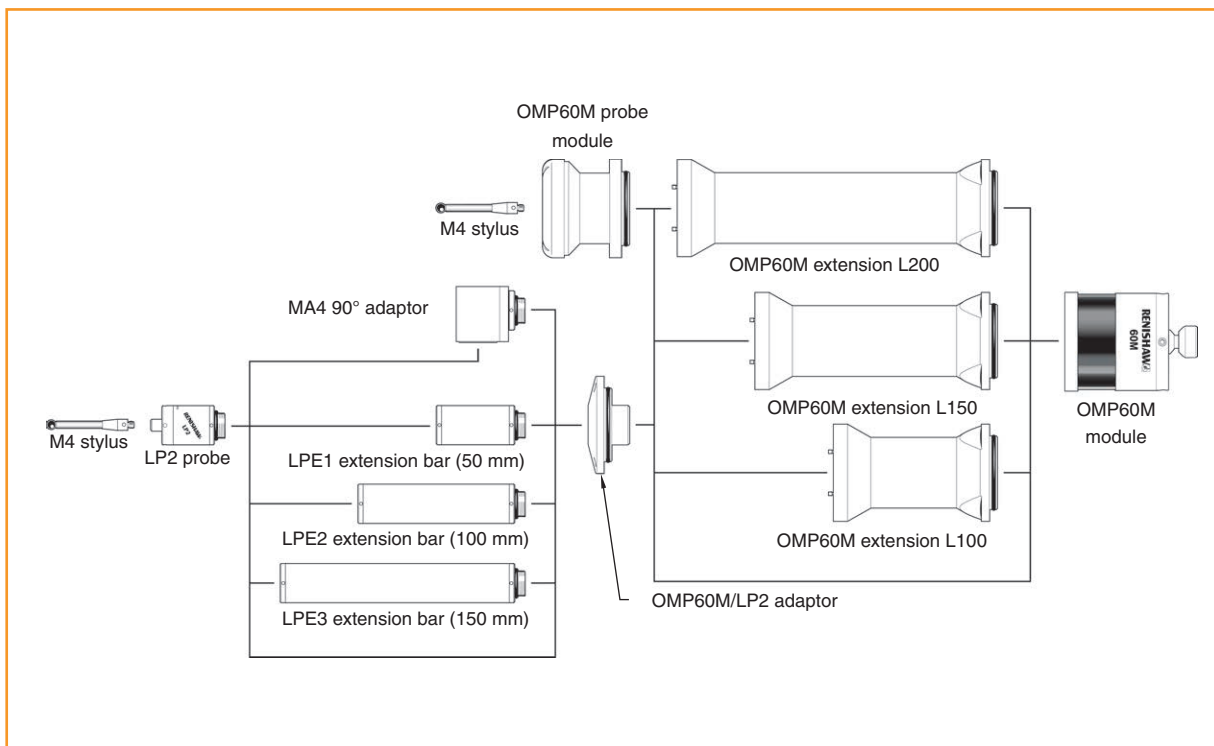 OMP60M probe
module
M4 stylus
OMP60M extension L200
MA4 90° adaptor
RENISHAW
60M
OMP60M extension L150
OMP60M
module
M4 stylus
RENISHAW
LP2
LP2 probe
LPE1 extension bar (50 mm)
OMP60M extension L100
LPE2 extension bar (100 mm)
OMP60M/LP2 adaptor
LPE3 extension bar (150 mm)